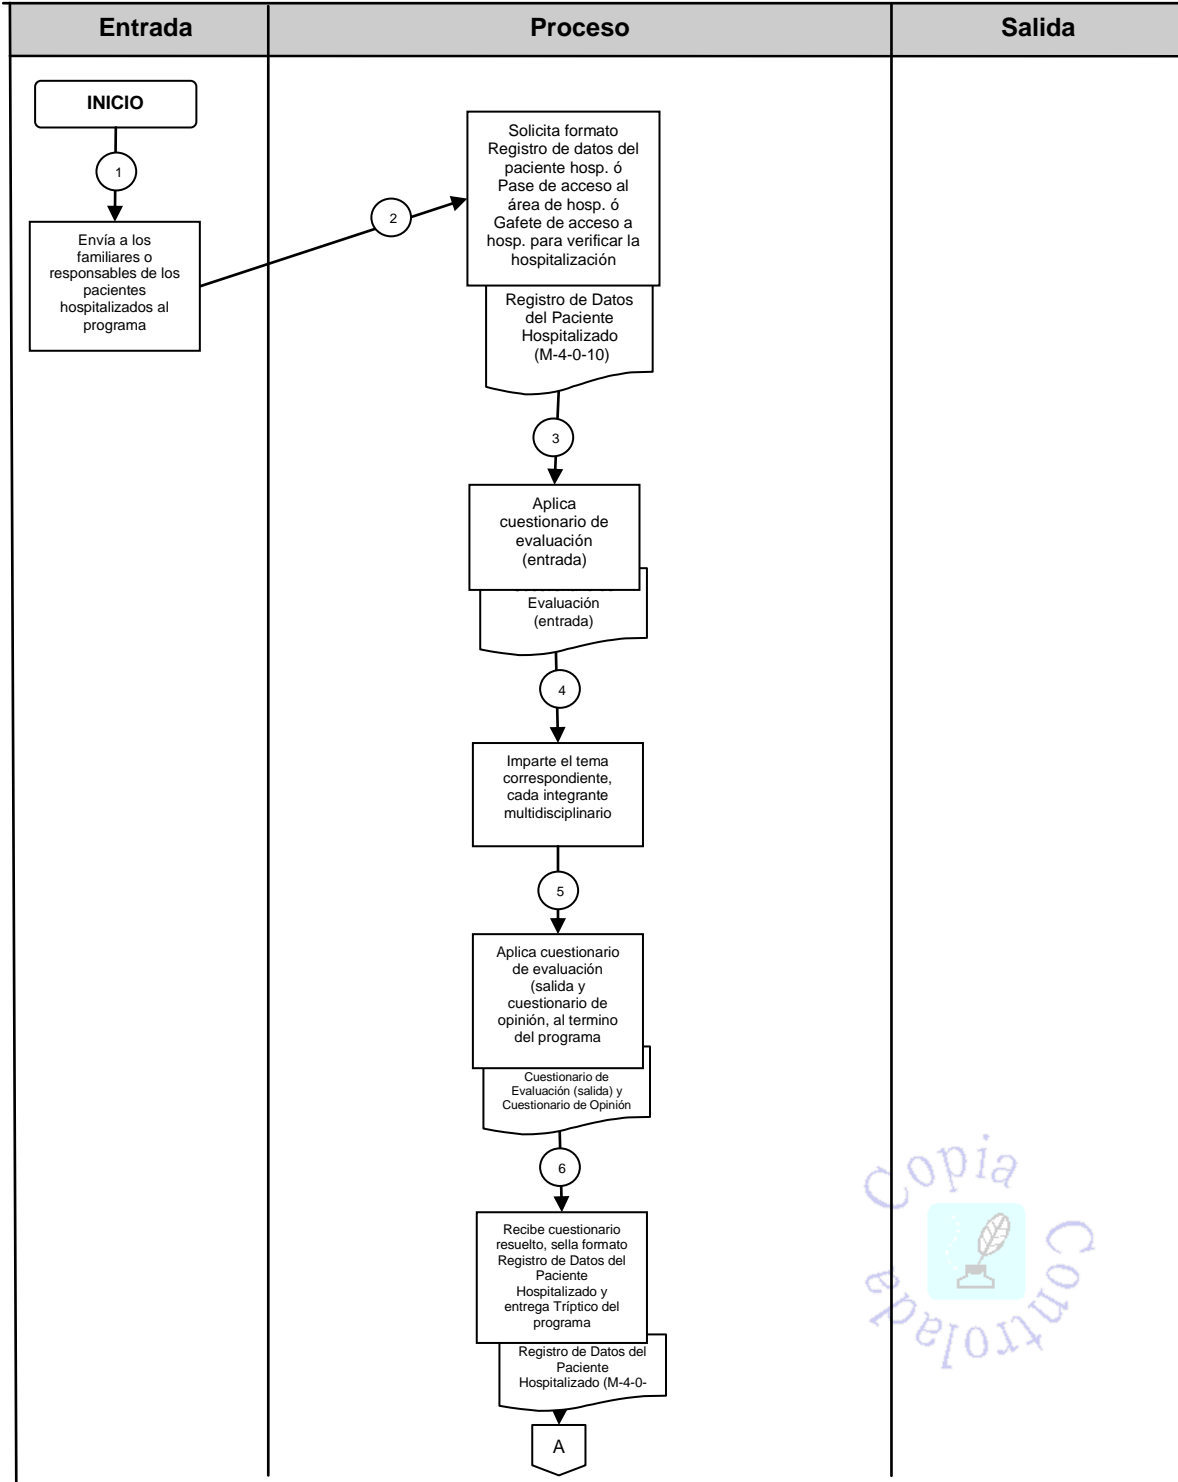 Entrada
Proceso
Salida
INICIO
1
Envía a los
familiares o
responsables de los
pacientes
hospitalizados al
programa
2
Solicita formato
Registro de datos del
paciente hosp. ó
Pase de acceso al
área de hosp. ó
Gafete de acceso a
hosp. para verificar la
hospitalización
Registro de Datos
del Paciente
Hospitalizado
(M-4-0-10)
3
Aplica
cuestionario de
evaluación
(entrada)
Evaluación
(entrada)
4
Imparte el tema
correspondiente,
cada integrante
multidisciplinario
5
Aplica cuestionario
de evaluación
(salida y
cuestionario de
opinión, al termino
del programa
Cuestionario de
Evaluación (salida) y
Cuestionario de Opinión
6
Recibe cuestionario
resuelto, sella formato
Registro de Datos del
Paciente
Hospitalizado y
entrega Tríptico del
programa
Registro de Datos del
Paciente
Hospitalizado (M-4-0-
A
Copia
Controlada